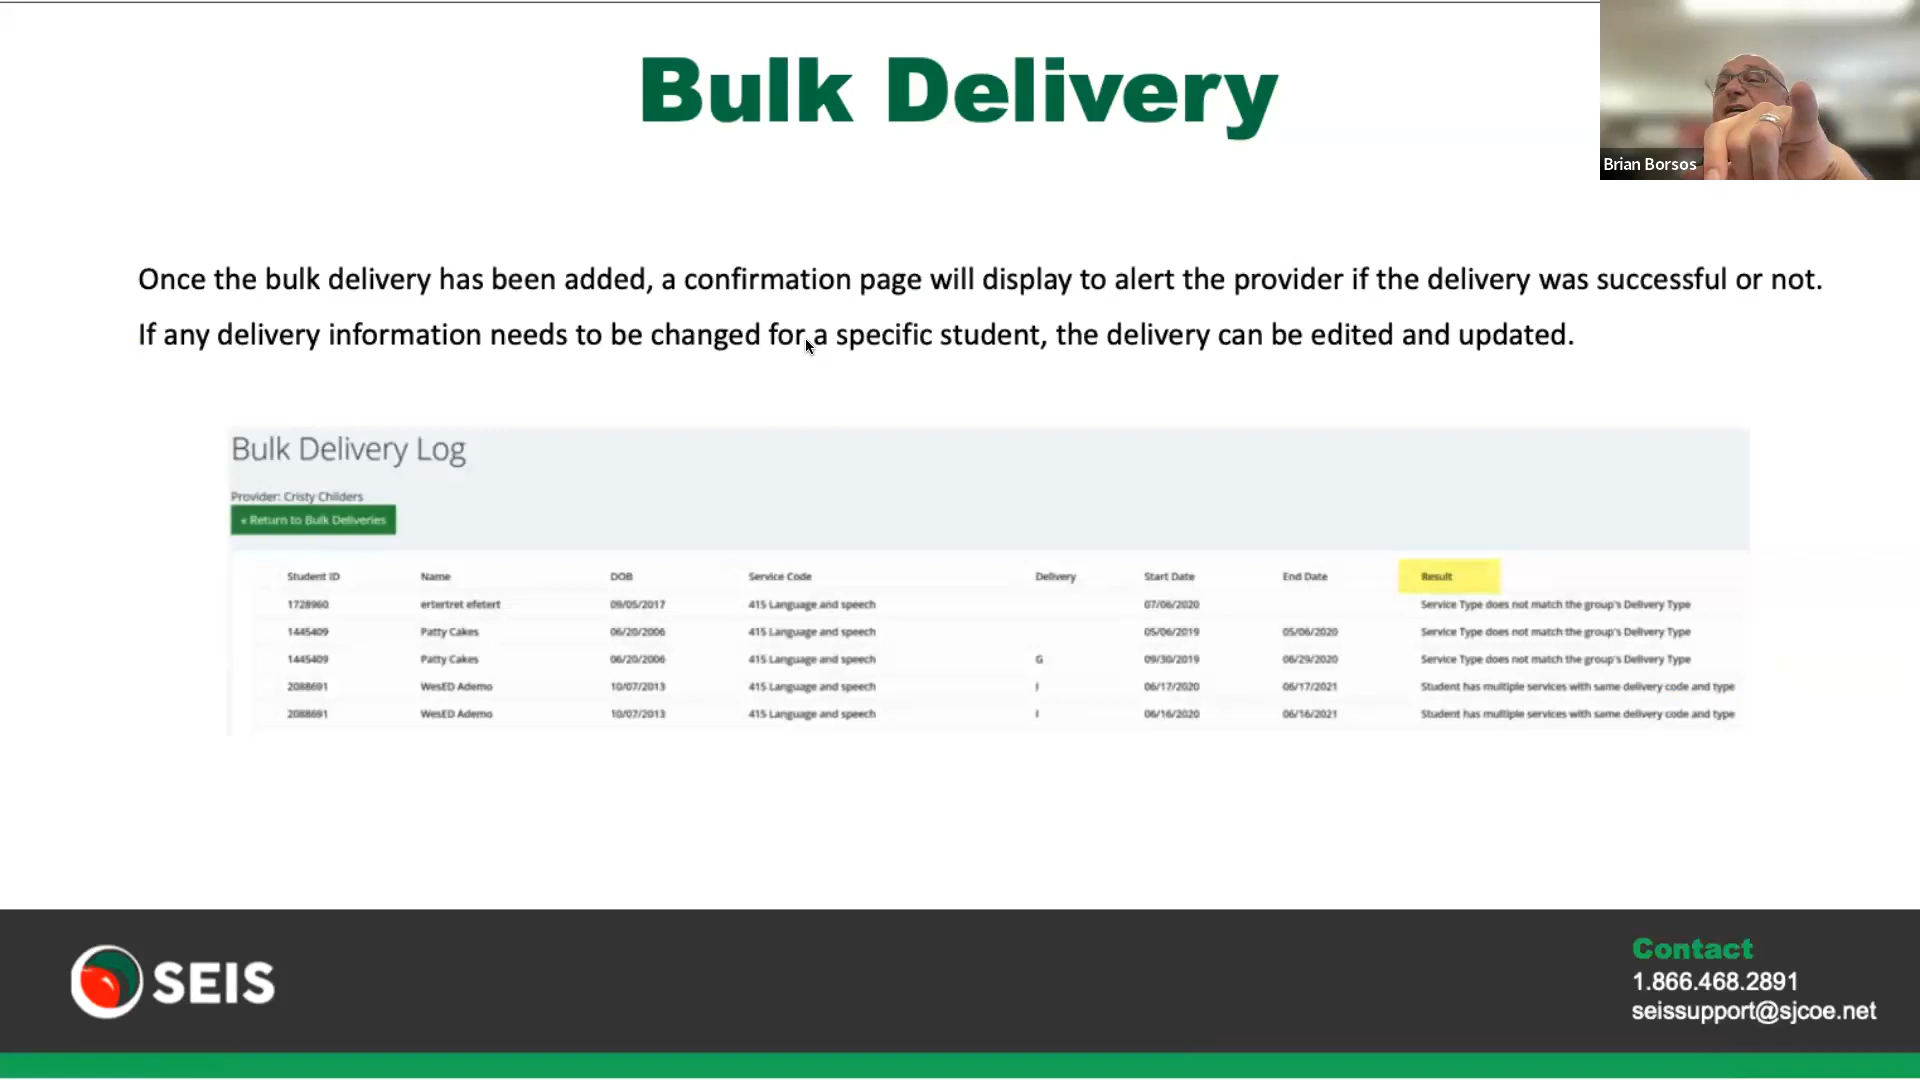 Bulk Delivery
Brian Borsos
Once the bulk delivery has been added, a confirmation page will display to alert the provider if the delivery was successful or not.
If any delivery information needs to be changed for a specific student, the delivery can be edited and updated.
Bulk Delivery Log
Provider: Cristy Childers
« Return to Bulk Deliveries
Student ID Name DOB Service Code Delivery Start Date End Date Result
1728960 ertertret efetert 09/05/2017 415 Language and speech 07/06/2020 Service Type does not match the group's Delivery Type
1445409 Patty Cakes 06/20/2006 415 Language and speech 05/06/2019 05/06/2020 Service Type does not match the group's Delivery Type
1445409 Patty Cakes 06/20/2006 415 Language and speech G 09/30/2019 06/29/2020 Service Type does not match the group's Delivery Type
2088691 WesED Ademo 10/07/2013 415 Language and speech I 06/17/2020 06/17/2021 Student has multiple services with same delivery code and type
2088691 WesED Ademo 10/07/2013 415 Language and speech I 06/16/2020 06/16/2021 Student has multiple services with same delivery code and type
SEIS
Contact
1.866.468.2891
seissupport@sjcoe.net